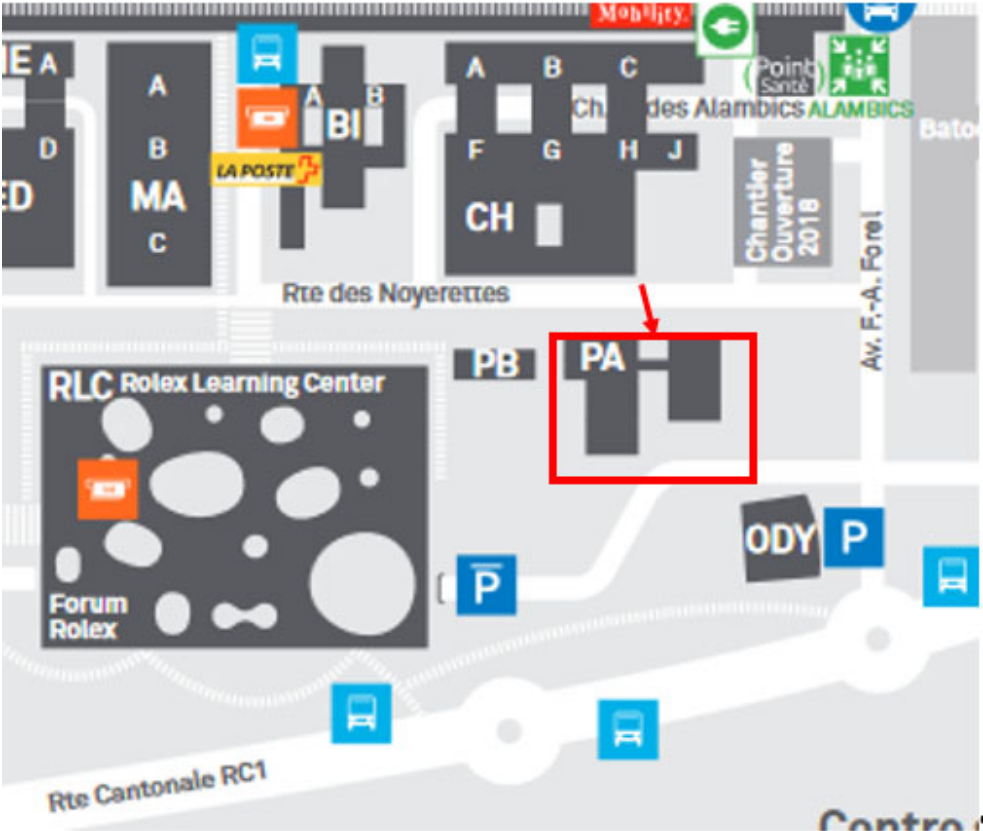 Mobility.
A
A
B
C
A
B
C
(Point
Santé)
Ch.
des Alambics
ALAMBICS
A
B
BI
D
B
MA
C
LA POSTE
F
G
H
J
CH
Chantier
Ouverture
2018
Av. F.-A. Forel
Rte des Noyerettes
PB
PA
RLC Rolex Learning Center
ODY
P
P
Forum
Rolex
Rte Cantonale RC1